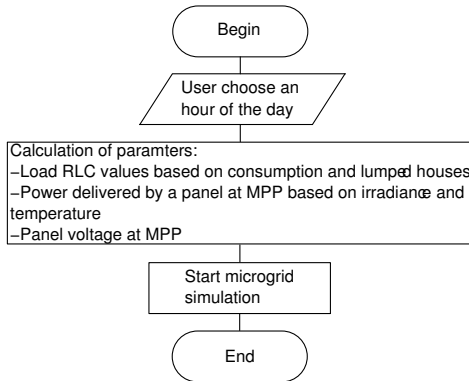 Begin
User choose an
hour of the day
Calculation of paramters:
−Load RLC values based on consumption and lumped houses
−Power delivered by a panel at MPP based on irradiance and
temperature
−Panel voltage at MPP
Start microgrid
simulation
End